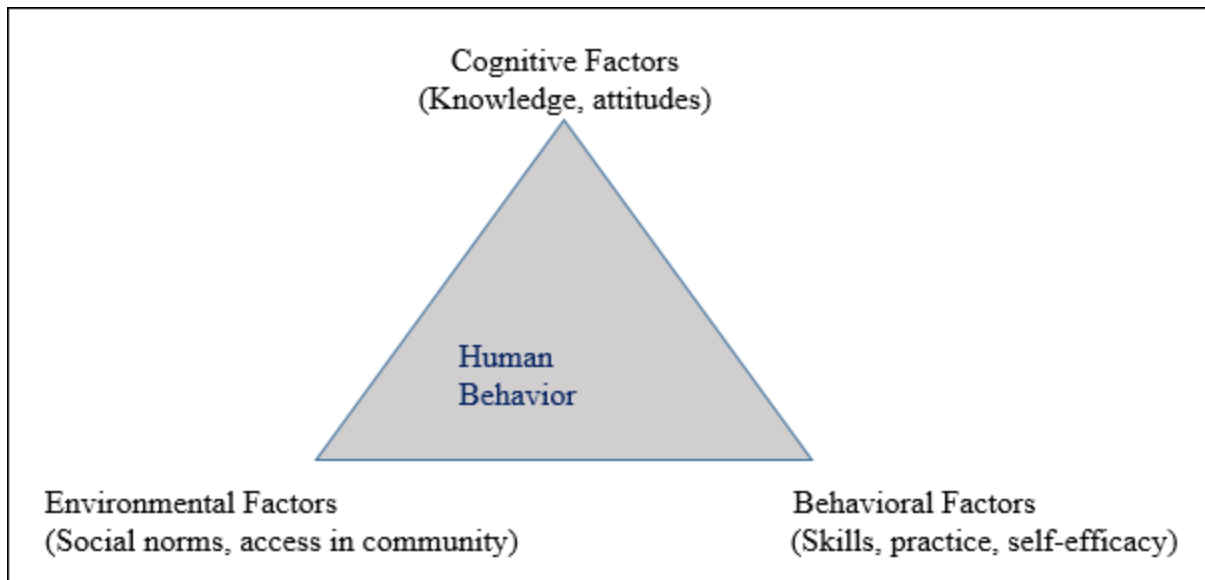 Cognitive Factors
(Knowledge, attitudes)
Human
Behavior
Environmental Factors
(Social norms, access in community)
Behavioral Factors
(Skills, practice, self-efficacy)